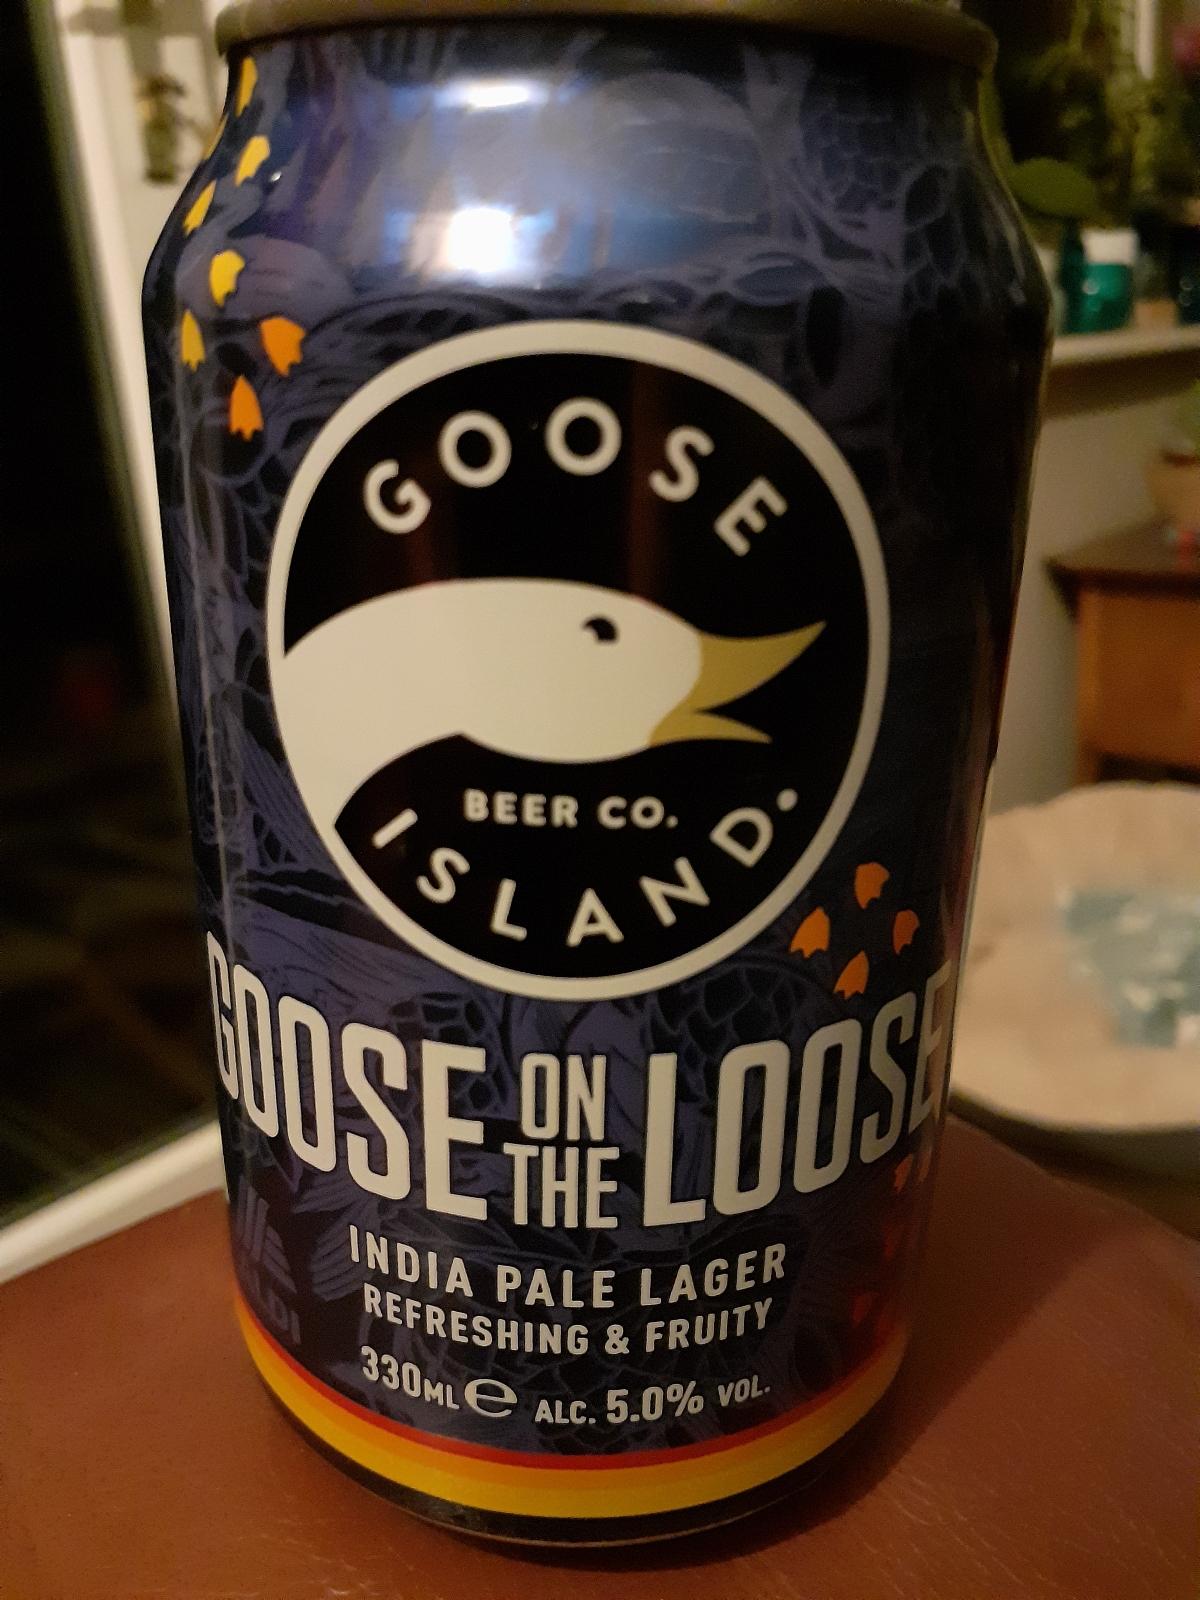 GOOSE
BEER CO.
ISLAND
GOOSE ON THE LOOSE
INDIA PALE LAGER
REFRESHING & FRUITY
330ML ℮ ALC. 5.0% VOL.